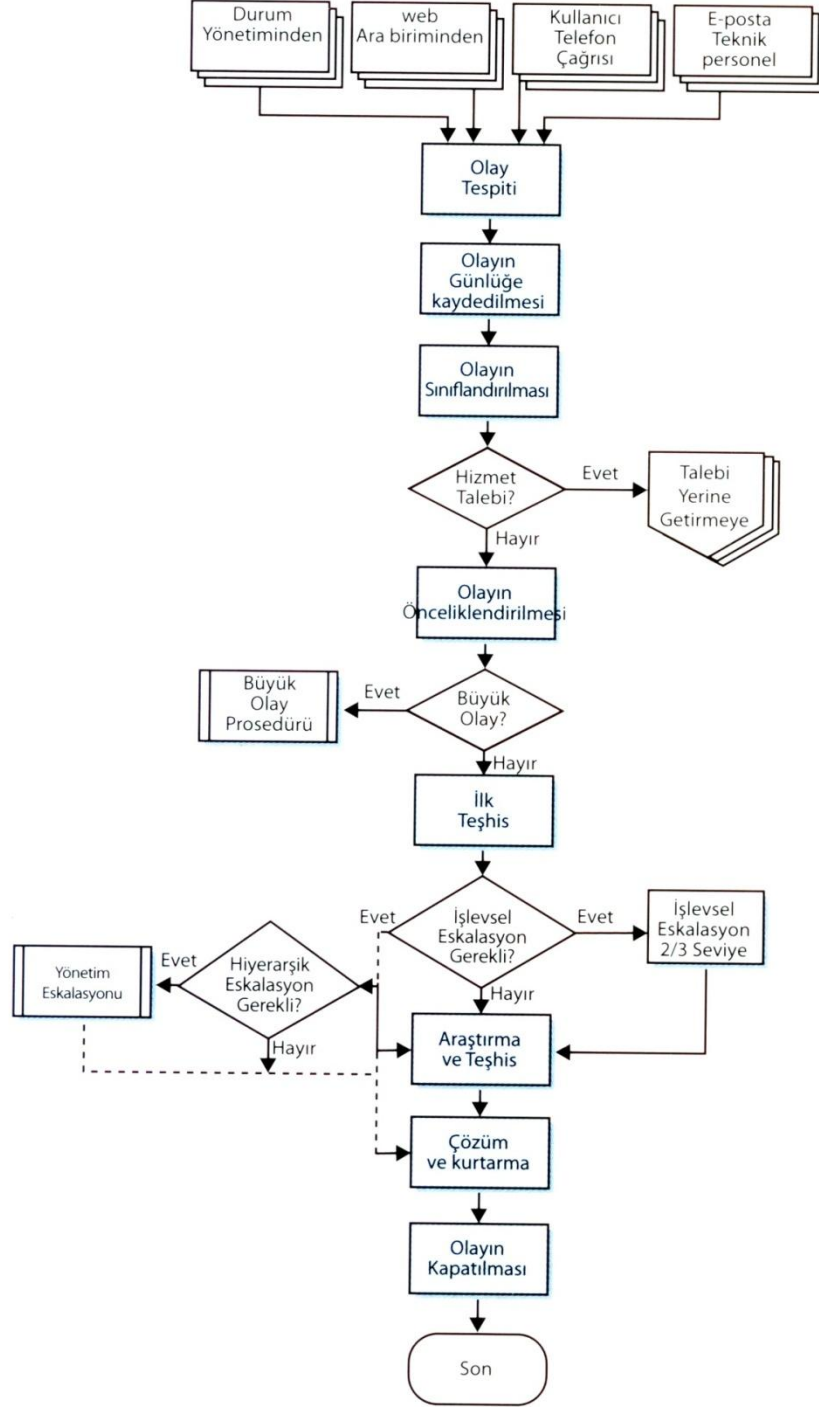 Durum
Yönetiminden
web
Ara biriminden
Kullanıcı
Telefon
Çağrısı
E-posta
Teknik
personel
Olay
Tespiti
Olayın
Günlüğe
kaydedilmesi
Olayın
Sınıflandırılması
Hizmet
Talebi?
Evet
Talebi
Yerine
Getirmeye
Hayır
Olayın
Önceliklendirilmesi
Büyük
Olay
Prosedürü
Evet
Büyük
Olay?
Hayır
İlk
Teşhis
Evet
İşlevsel
Eskalasyon
Gerekli?
Evet
İşlevsel
Eskalasyon
2/3 Seviye
Yönetim
Eskalasyonu
Evet
Hiyerarşik
Eskalasyon
Gerekli?
Hayır
Hayır
Araştırma
ve Teşhis
Çözüm
ve kurtarma
Olayın
Kapatılması
Son